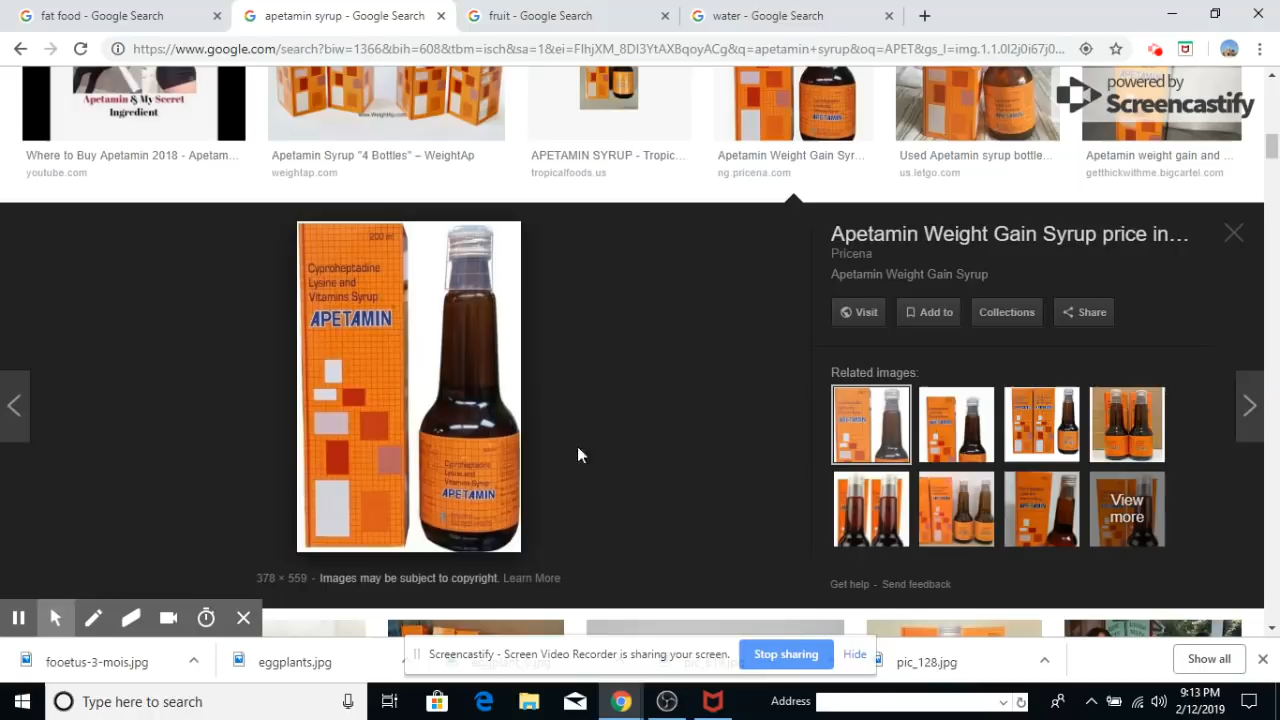 fat food - Google Search
apetamin syrup - Google Search
fruit - Google Search
water - Google Search
https://www.google.com/search?biw=1366&bih=608&tbm=isch&sa=1&ei=FlhjXM_8DI3YtAXBqoyACg&q=apetamin+syrup&oq=APET&gs_l=img.1.1.0l2j0i67j0...
powered by
Screencastify
Apetamin & My Secret
Ingredient
www.WeightAp.com
APETAMIN
Where to Buy Apetamin 2018 - Apetam...
Apetamin Syrup "4 Bottles" – WeightAp
APETAMIN SYRUP - Tropic...
Apetamin Weight Gain Syr...
Used Apetamin syrup bottle...
Apetamin weight gain and ...
youtube.com
weightap.com
tropicalfoods.us
ng.pricena.com
us.letgo.com
getthickwithme.bigcartel.com
200 ml
Cyproheptadine
Lysine and
Vitamins Syrup
APETAMIN
Cyproheptadine
Lysine and
Vitamins Syrup
APETAMIN
Apetamin Weight Gain Syrup price in...
Pricena
Apetamin Weight Gain Syrup
Visit
Add to
Collections
Share
Related images:
View
more
378 × 559 - Images may be subject to copyright. Learn More
Get help - Send feedback
Screencastify - Screen Video Recorder is sharing your screen.
Stop sharing
Hide
fooetus-3-mois.jpg
eggplants.jpg
pic_128.jpg
Show all
Type here to search
Address
9:13 PM
2/12/2019